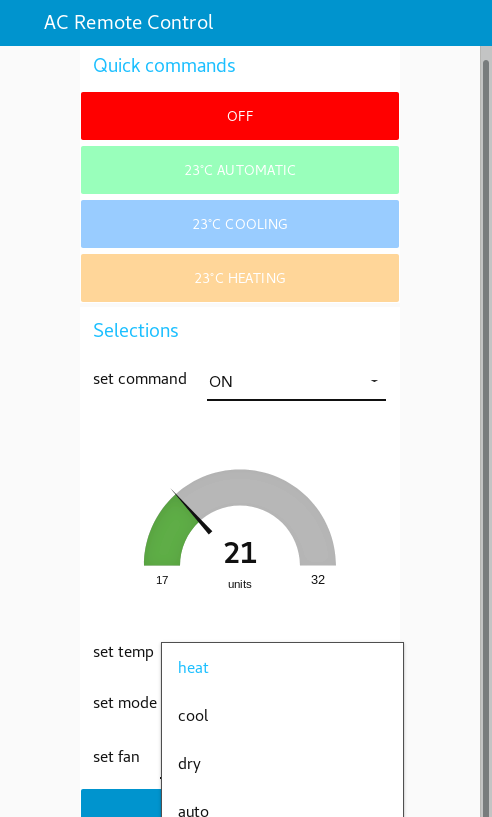 AC Remote Control
Quick commands
OFF
23°C AUTOMATIC
23°C COOLING
23°C HEATING
Selections
set command
ON
21
17
units
32
set temp
heat
set mode
cool
set fan
dry
auto